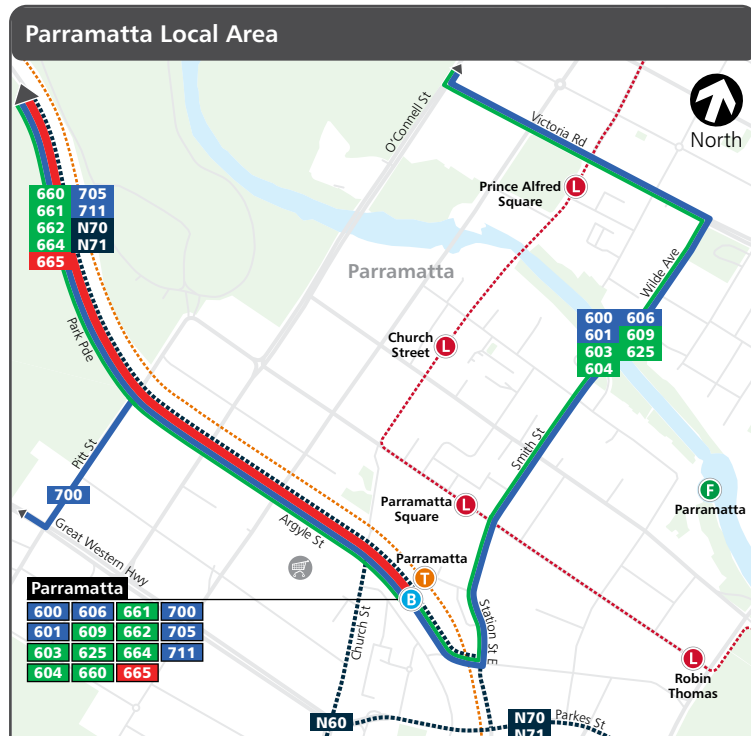 Parramatta Local Area
North
O'Connell St
Victoria Rd
Prince Alfred
Square
L
660 705
661 711
662 N70
664 N71
665
Parramatta
Wilde Ave
600 606
601 609
603 625
604
Church
Street
L
Park Pde
Pitt St
Smith St
700
Great Western Hwy
Argyle St
Parramatta
Square
L
F
Parramatta
Parramatta
T
B
Station St E
Church St
Parramatta
600 606 661 700
601 609 662 705
603 625 664 711
604 660 665
L
Robin
Thomas
N60
N70
N71
Parkes St